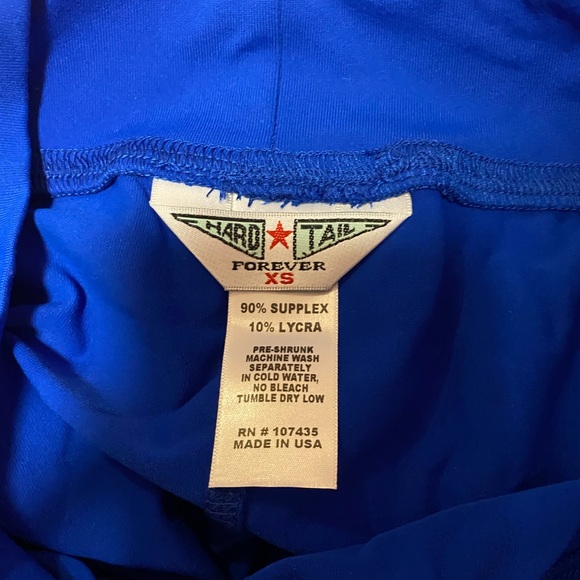 HARD TAIL
FOREVER
XS
90% SUPPLEX
10% LYCRA
PRE-SHRUNK
MACHINE WASH
SEPARATELY
IN COLD WATER,
NO BLEACH
TUMBLE DRY LOW
RN # 107435
MADE IN USA